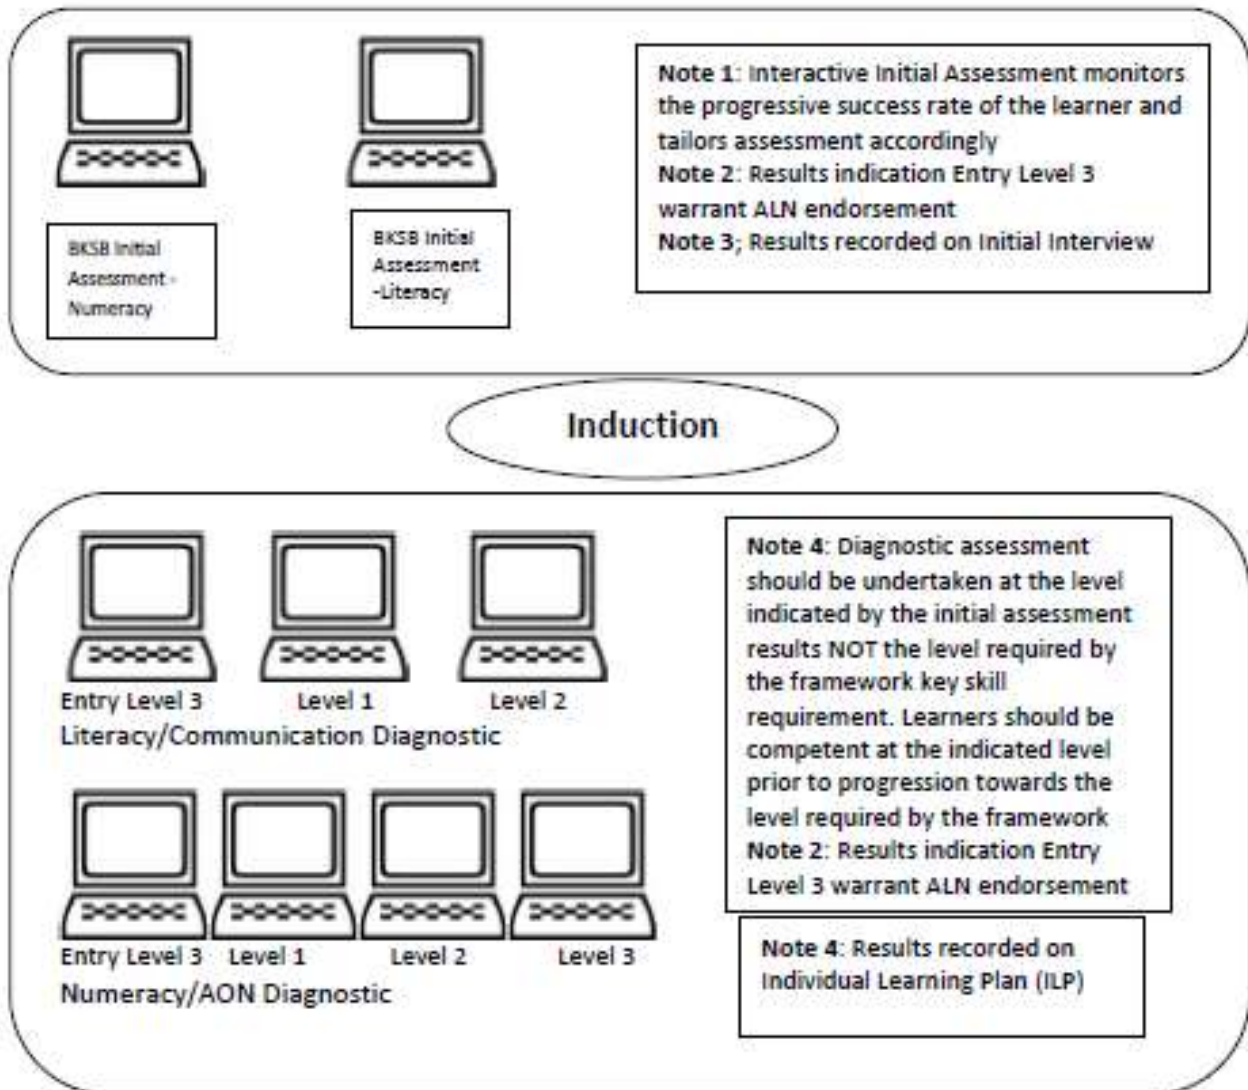 BKSB Initial
Assessment -
Numeracy
BKSB Initial
Assessment
-Literacy
Note 1: Interactive Initial Assessment monitors
the progressive success rate of the learner and
tailors assessment accordingly
Note 2: Results indication Entry Level 3
warrant ALN endorsement
Note 3; Results recorded on Initial Interview
Induction
Entry Level 3
Level 1
Level 2
Literacy/Communication Diagnostic
Entry Level 3
Level 1
Level 2
Level 3
Numeracy/AON Diagnostic
Note 4: Diagnostic assessment
should be undertaken at the level
indicated by the initial assessment
results NOT the level required by
the framework key skill
requirement. Learners should be
competent at the indicated level
prior to progression towards the
level required by the framework
Note 2: Results indication Entry
Level 3 warrant ALN endorsement
Note 4: Results recorded on
Individual Learning Plan (ILP)